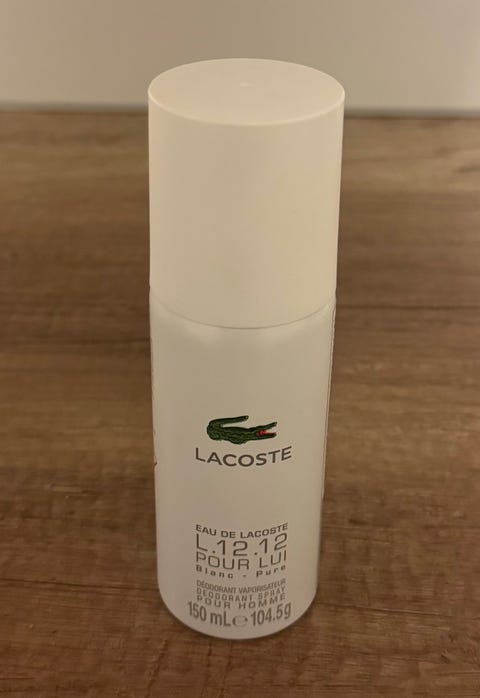 LACOSTE
EAU DE LACOSTE
L.12.12
POUR LUI
Blanc - Pure
DÉODORANT VAPORISATEUR
DEODORANT SPRAY
POUR HOMME
150 mL ℮ 104.5g